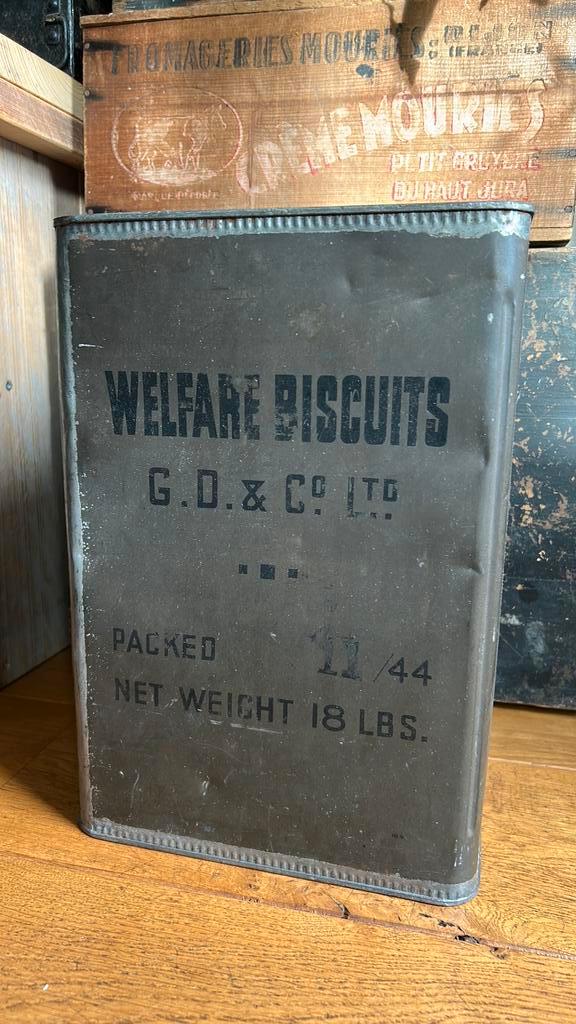 FROMAGERIES MOURIES
CRÈME MOURIES
PETIT GRUYERE
DU HAUT JURA
WELFARE BISCUITS
G.D. & Cº LTD
PACKED 11/44
NET WEIGHT 18 LBS.